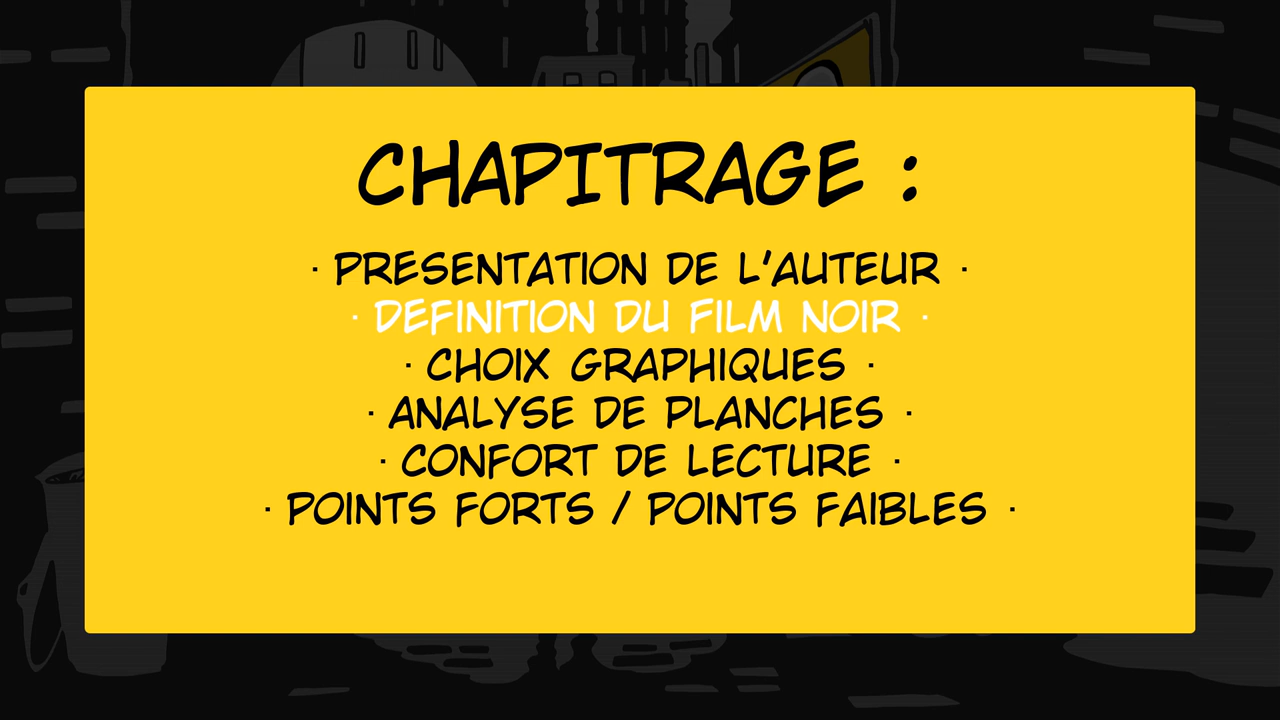 CHAPITRAGE :
· PRESENTATION DE L'AUTEUR ·
· DEFINITION DU FILM NOIR ·
· CHOIX GRAPHIQUES ·
· ANALYSE DE PLANCHES ·
· CONFORT DE LECTURE ·
· POINTS FORTS / POINTS FAIBLES ·